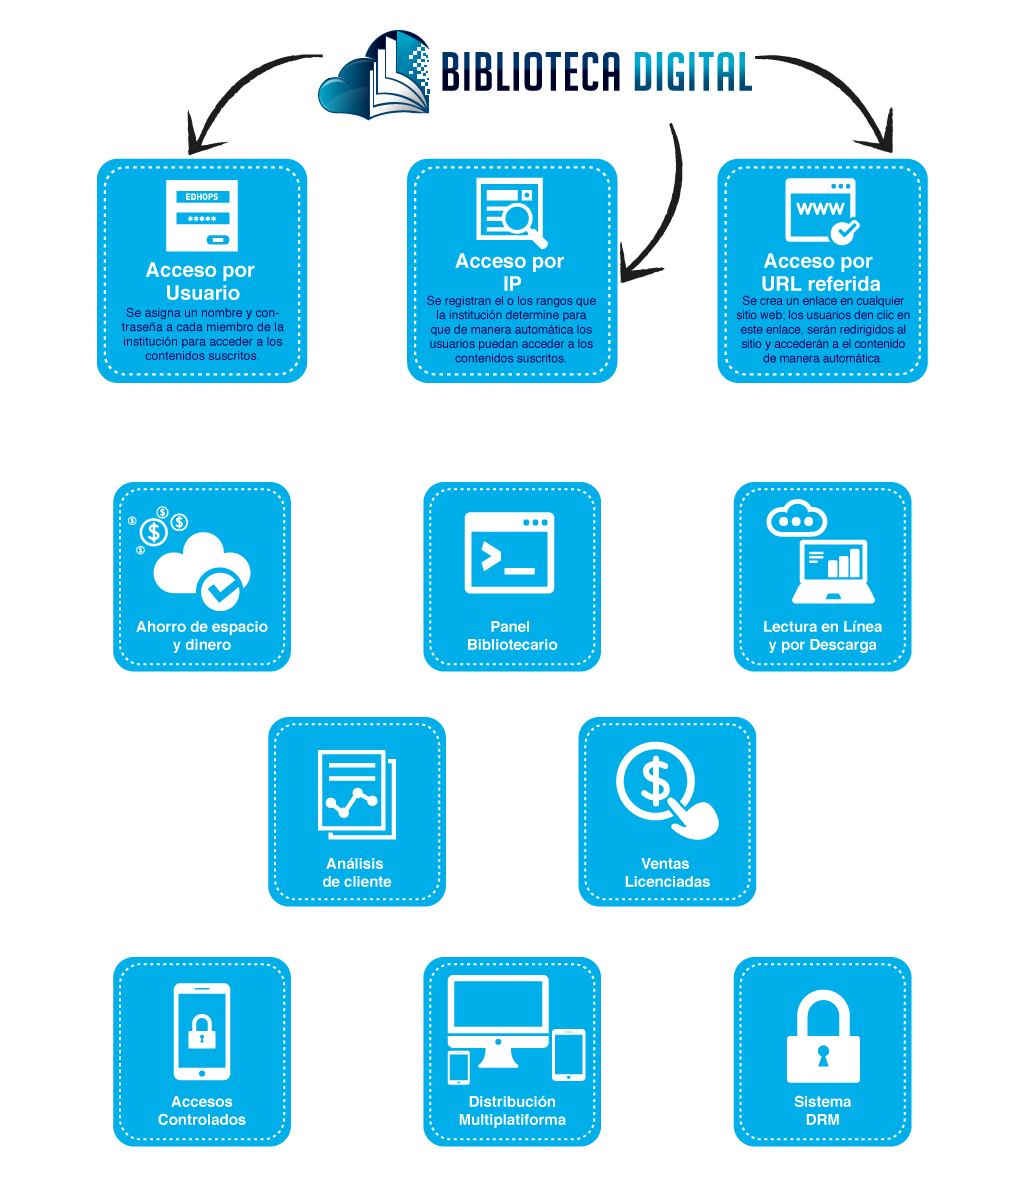 BIBLIOTECA DIGITAL
EDHOPS
*****
Acceso por
Usuario
Se asigna un nombre y con-
traseña a cada miembro de la
institución para acceder a los
contenidos suscritos.
Acceso por
IP
Se registran el o los rangos que
la institución determine para
que de manera automática los
usuarios puedan acceder a los
contenidos suscritos.
www
Acceso por
URL referida
Se crea un enlace en cualquier
sitio web; los usuarios den clic en
este enlace, serán redirigidos al
sitio y accederán a el contenido
de manera automática.
$ $ $ $ $
Ahorro de espacio
y dinero
>_
Panel
Bibliotecario
Lectura en Línea
y por Descarga
Análisis
de cliente
$
Ventas
Licenciadas
Accesos
Controlados
Distribución
Multiplatiforma
Sistema
DRM